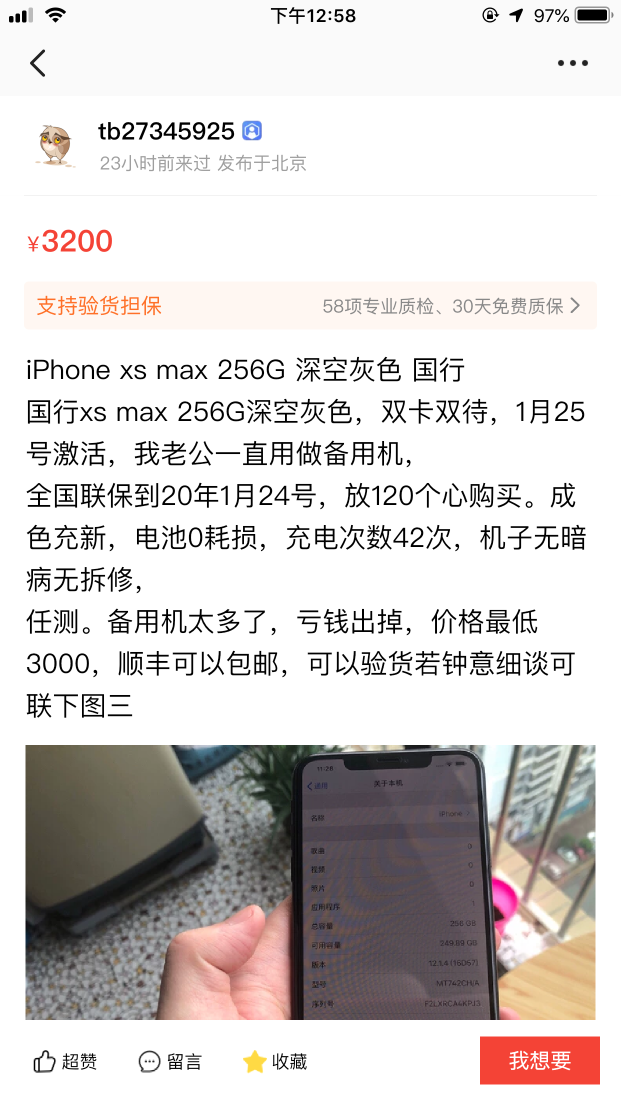 下午12:58
97%
tb27345925
23小时前来过 发布于北京
¥3200
支持验货担保
58项专业质检、30天免费质保
iPhone xs max 256G 深空灰色 国行
国行xs max 256G深空灰色，双卡双待，1月25
号激活，我老公一直用做备用机，
全国联保到20年1月24号，放120个心购买。成
色充新，电池0耗损，充电次数42次，机子无暗
病无拆修，
任测。备用机太多了，亏钱出掉，价格最低
3000，顺丰可以包邮，可以验货若钟意细谈可
联下图三
11:28
通用
关于本机
名称 iPhone
歌曲 0
视频 0
照片 0
应用程序 1
总容量 256 GB
可用容量 249.89 GB
版本 12.1.4 (16D57)
型号 MT742CH/A
序列号
超赞
留言
收藏
我想要